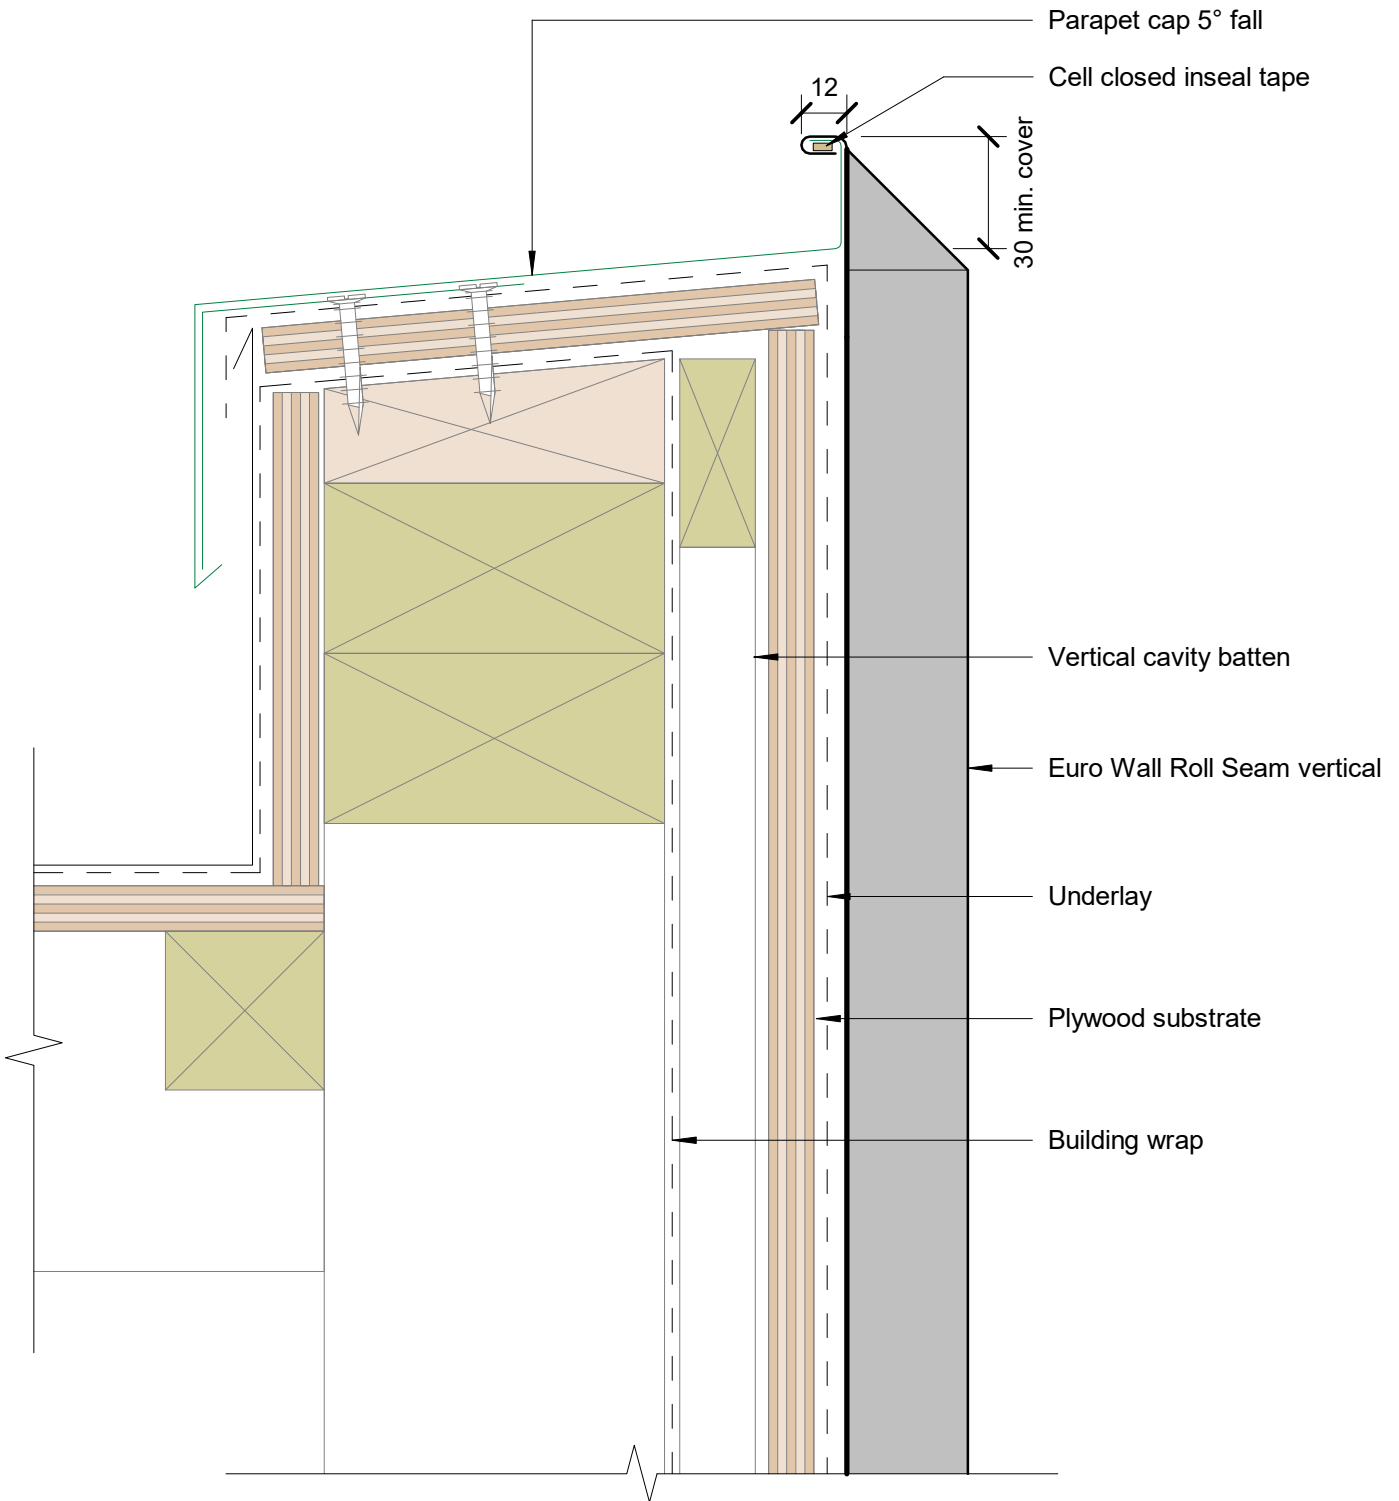 Parapet cap 5° fall
Cell closed inseal tape
12
30 min. cover
Vertical cavity batten
Euro Wall Roll Seam vertical
Underlay
Plywood substrate
Building wrap